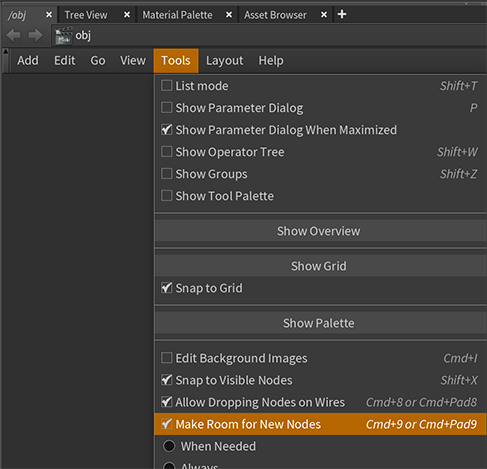 /obj × Tree View × Material Palette × Asset Browser × +
obj
Add Edit Go View Tools Layout Help
List mode Shift+T
Show Parameter Dialog P
Show Parameter Dialog When Maximized
Show Operator Tree Shift+W
Show Groups Shift+Z
Show Tool Palette
Show Overview
Show Grid
Snap to Grid
Show Palette
Edit Background Images Cmd+I
Snap to Visible Nodes Shift+X
Allow Dropping Nodes on Wires Cmd+8 or Cmd+Pad8
Make Room for New Nodes Cmd+9 or Cmd+Pad9
When Needed
Always